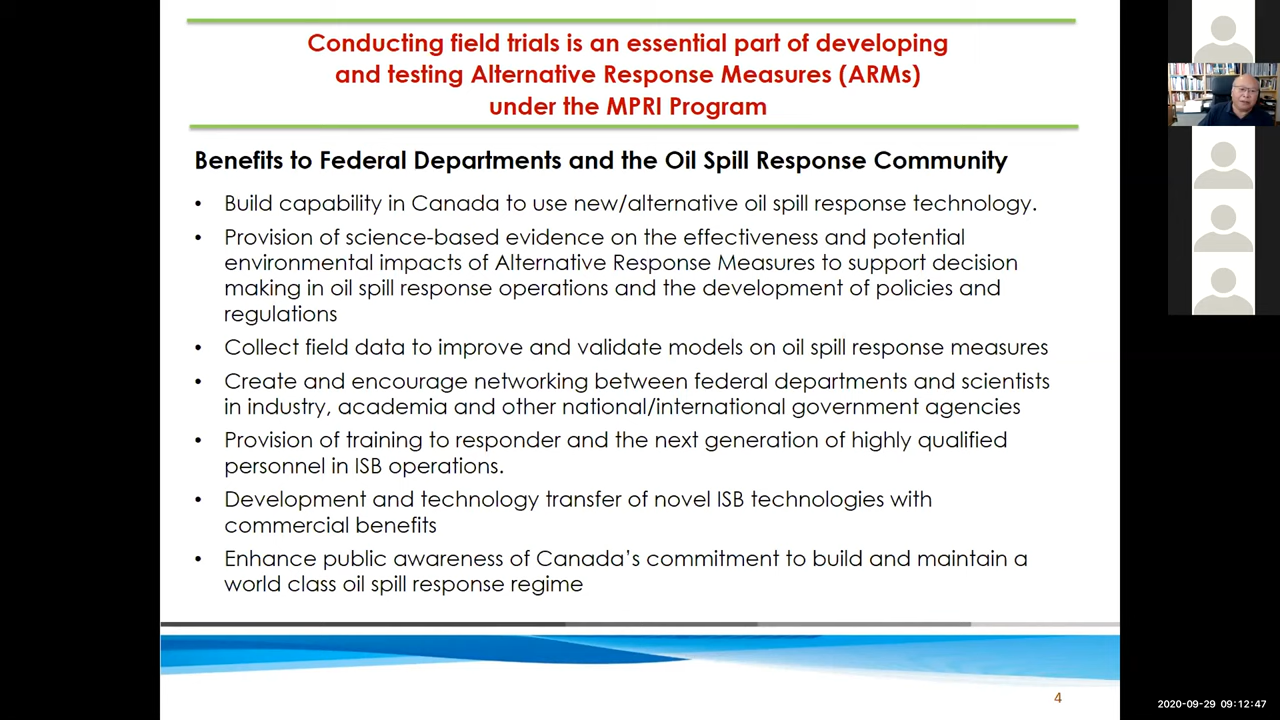 Conducting field trials is an essential part of developing
and testing Alternative Response Measures (ARMs)
under the MPRI Program
Benefits to Federal Departments and the Oil Spill Response Community
• Build capability in Canada to use new/alternative oil spill response technology.
• Provision of science-based evidence on the effectiveness and potential
environmental impacts of Alternative Response Measures to support decision
making in oil spill response operations and the development of policies and
regulations
• Collect field data to improve and validate models on oil spill response measures
• Create and encourage networking between federal departments and scientists
in industry, academia and other national/international government agencies
• Provision of training to responder and the next generation of highly qualified
personnel in ISB operations.
• Development and technology transfer of novel ISB technologies with
commercial benefits
• Enhance public awareness of Canada’s commitment to build and maintain a
world class oil spill response regime
4
2020-09-29 09:12:47